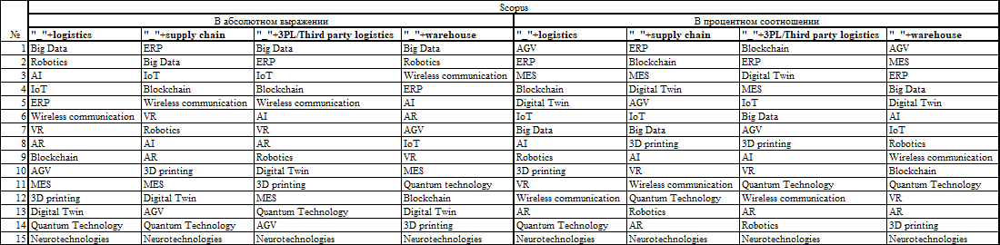 Scopus
В абсолютном выражении В процентном соотношении
№ "_"+logistics "_"+supply chain "_"+3PL/Third party logistics "_"+warehouse "_"+logistics "_"+supply chain "_"+3PL/Third party logistics "_"+warehouse
1 Big Data ERP Big Data Big Data AGV ERP Blockchain AGV
2 Robotics Big Data ERP Robotics ERP Blockchain ERP MES
3 AI IoT IoT Wireless communication MES MES Digital Twin ERP
4 IoT Blockchain Blockchain ERP Blockchain Digital Twin MES Big Data
5 ERP Wireless communication Wireless communication AI Digital Twin AGV IoT Digital Twin
6 Wireless communication VR AI AR IoT IoT Big Data AI
7 VR Robotics VR AGV Big Data Big Data AGV IoT
8 AR AI AR IoT AI 3D printing 3D printing Robotics
9 Blockchain AR Robotics VR Robotics AI AI Wireless communication
10 AGV 3D printing Digital Twin MES 3D printing VR VR Blockchain
11 MES MES 3D printing Quantum technology VR Wireless communication Quantum Technology Quantum Technology
12 3D printing Digital Twin MES Blockchain Wireless communication Quantum Technology Wireless communication VR
13 Digital Twin AGV Quantum Technology Digital Twin AR Robotics AR AR
14 Quantum Technology Quantum Technology AGV 3D printing Quantum Technology AR Robotics 3D printing
15 Neurotechnologies Neurotechnologies Neurotechnologies Neurotechnologies Neurotechnologies Neurotechnologies Neurotechnologies Neurotechnologies